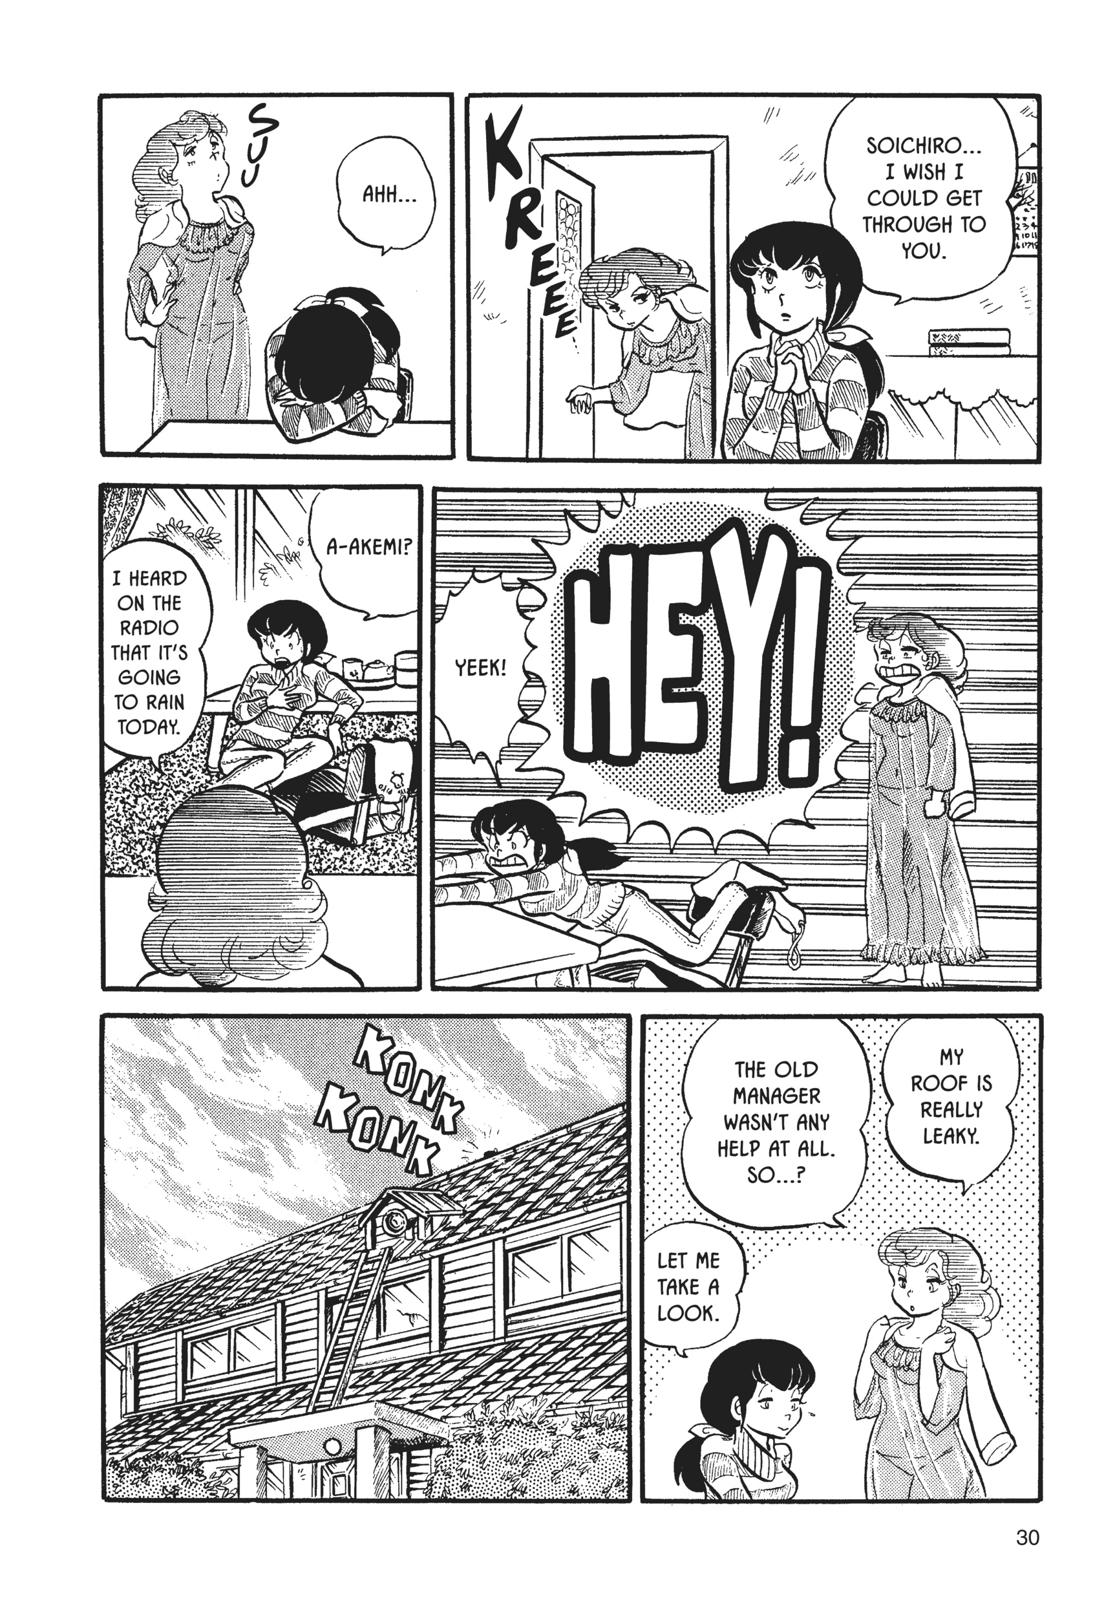 SOICHIRO...
I WISH I
COULD GET
THROUGH TO
YOU.
KREEE
AHH...
SUU
HEY!
YEEK!
A-AKEMI?
I HEARD
ON THE
RADIO
THAT IT'S
GOING
TO RAIN
TODAY.
MY
ROOF IS
REALLY
LEAKY.
THE OLD
MANAGER
WASN'T ANY
HELP AT ALL.
SO...?
LET ME
TAKE A
LOOK.
KONK
KONK
30